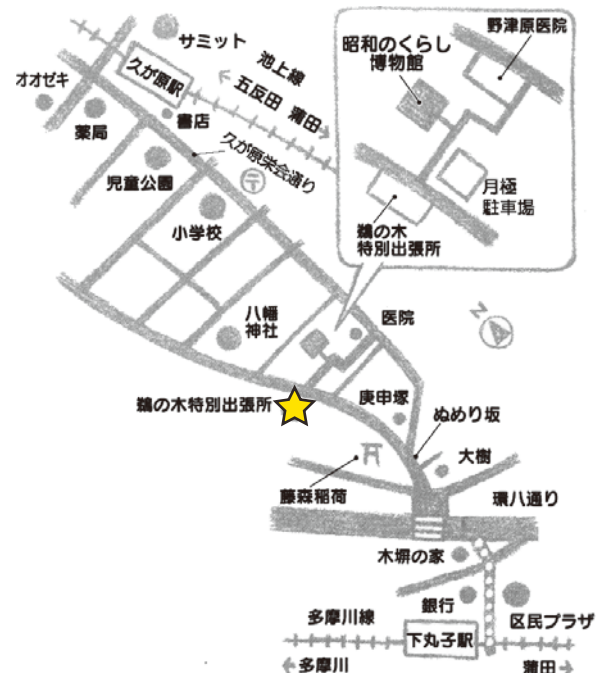 サミット
池上線
久が原駅
←五反田 蒲田→
オオゼキ
薬局
書店
久が原栄会通り
〒
児童公園
小学校
八幡
神社
医院
鵜の木特別出張所
庚申塚
ぬめり坂
大樹
藤森稲荷
環八通り
木塀の家
銀行
区民プラザ
多摩川線
下丸子駅
←多摩川
蒲田→
野津原医院
昭和のくらし
博物館
月極
駐車場
鵜の木
特別出張所
N